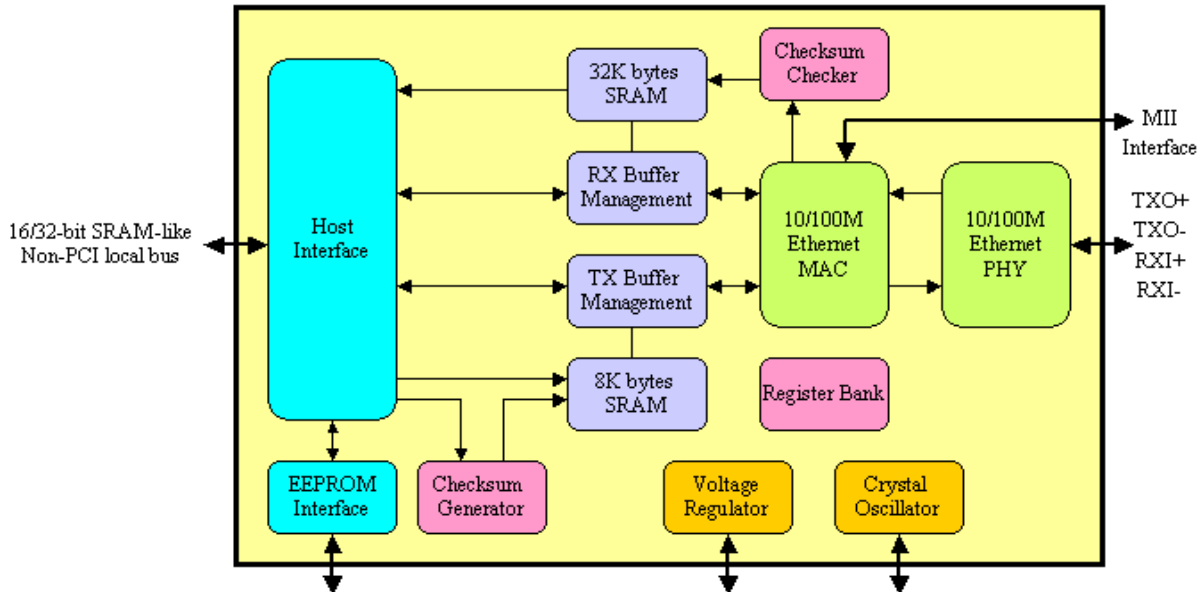 32K bytes
SRAM
Checksum
Checker
MII
Interface
RX Buffer
Management
Host
Interface
10/100M
Ethernet
MAC
10/100M
Ethernet
PHY
TXO+
TXO-
RXI+
RXI-
16/32-bit SRAM-like
Non-PCI local bus
TX Buffer
Management
8K bytes
SRAM
Register Bank
EEPROM
Interface
Checksum
Generator
Voltage
Regulator
Crystal
Oscillator